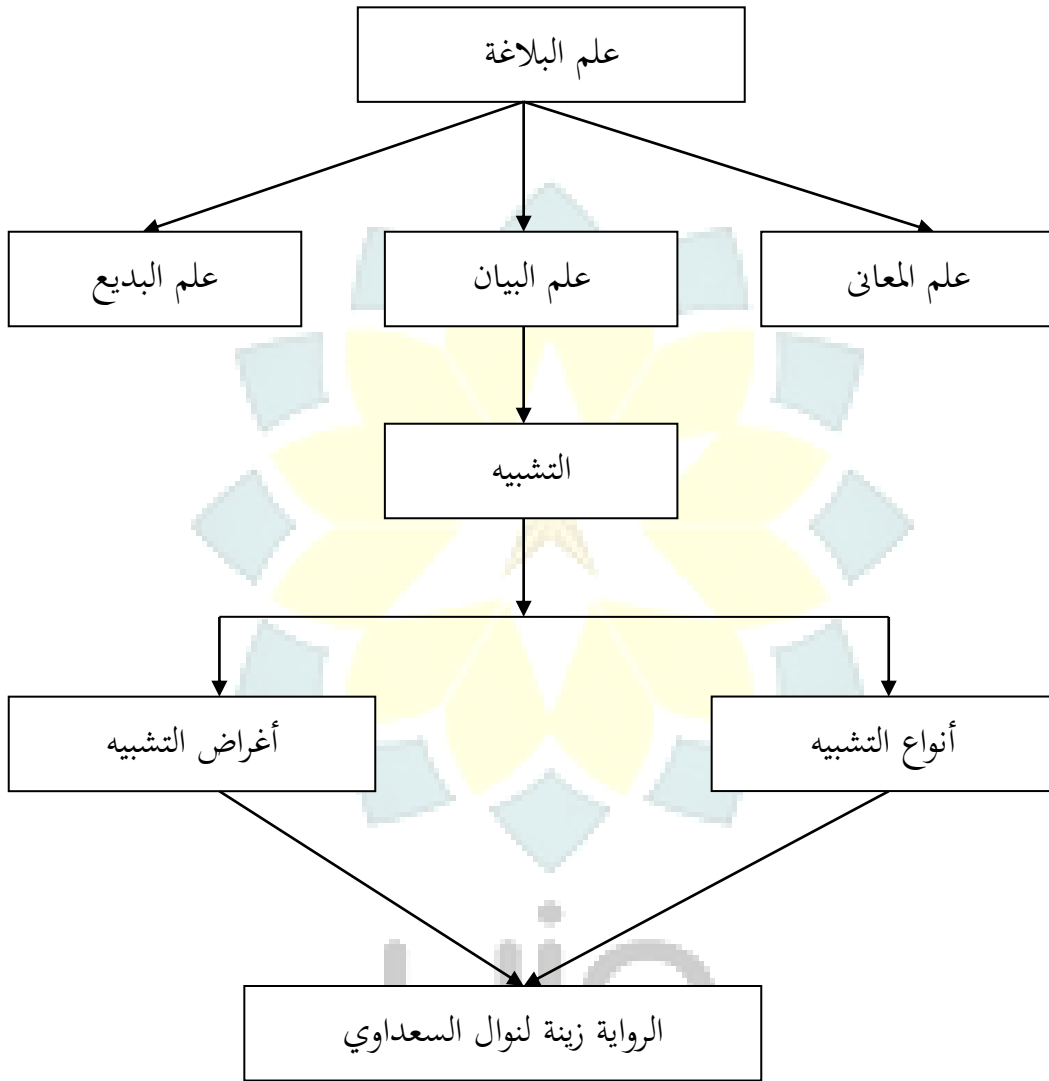 علم البلاغة
علم المعانى
علم البيان
علم البديع
التشبيه
أنواع التشبيه
أغراض التشبيه
الرواية زينة لنوال السعداوي